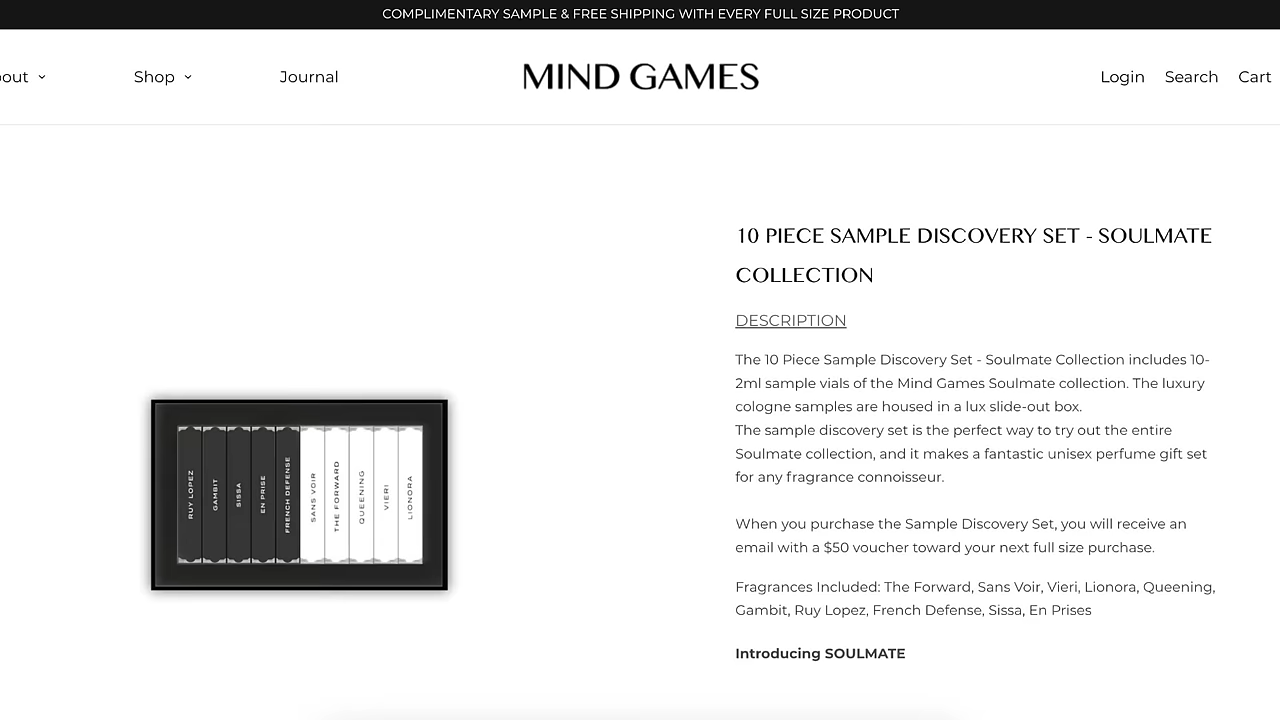 COMPLIMENTARY SAMPLE & FREE SHIPPING WITH EVERY FULL SIZE PRODUCT
Shop
Journal
MIND GAMES
Login
Search
Cart
10 PIECE SAMPLE DISCOVERY SET - SOULMATE
COLLECTION
DESCRIPTION
The 10 Piece Sample Discovery Set - Soulmate Collection includes 10-
2ml sample vials of the Mind Games Soulmate collection. The luxury
cologne samples are housed in a lux slide-out box.
The sample discovery set is the perfect way to try out the entire
Soulmate collection, and it makes a fantastic unisex perfume gift set
for any fragrance connoisseur.
When you purchase the Sample Discovery Set, you will receive an
email with a $50 voucher toward your next full size purchase.
Fragrances Included: The Forward, Sans Voir, Vieri, Lionora, Queening,
Gambit, Ruy Lopez, French Defense, Sissa, En Prises
Introducing SOULMATE
RUY LOPEZ
GAMBIT
SISSA
EN PRISE
FRENCH DEFENSE
SANS VOIR
THE FORWARD
QUEENING
VIERI
LIONORA